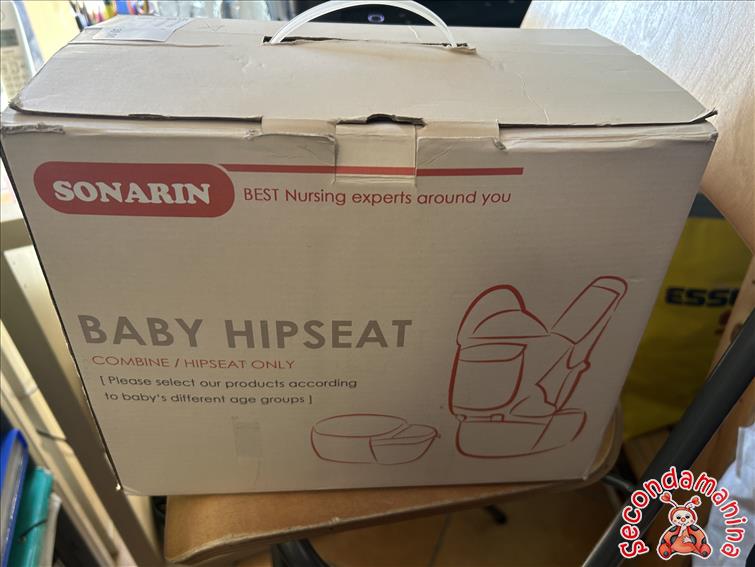 SONARIN
BEST Nursing experts around you
BABY HIPSEAT
COMBINE / HIPSEAT ONLY
[ Please select our products according
to baby's different age groups ]
ESS
Secondamanina